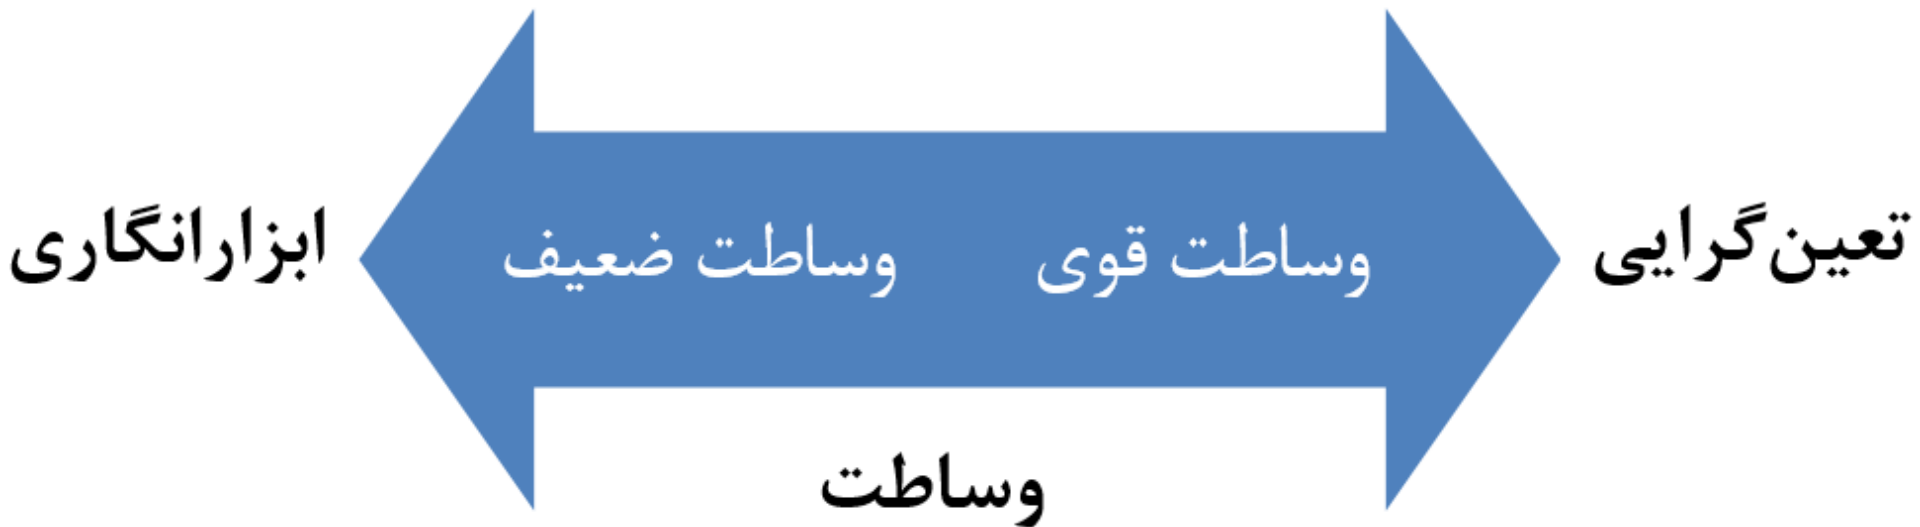 تعین‌گرایی
وساطت قوی
وساطت ضعیف
ابزارانگاری
وساطت